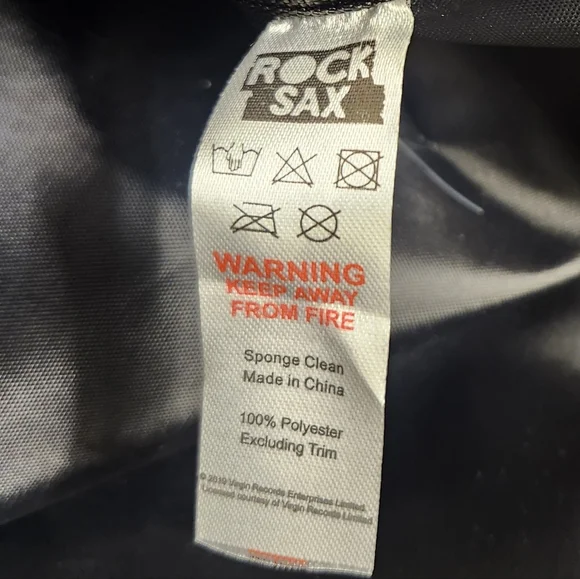 ROCK
SAX
WARNING
KEEP AWAY
FROM FIRE
Sponge Clean
Made in China
100% Polyester
Excluding Trim
© 2019 Virgin Records Enterprises Limited.
Licensed courtesy of Virgin Records Limited